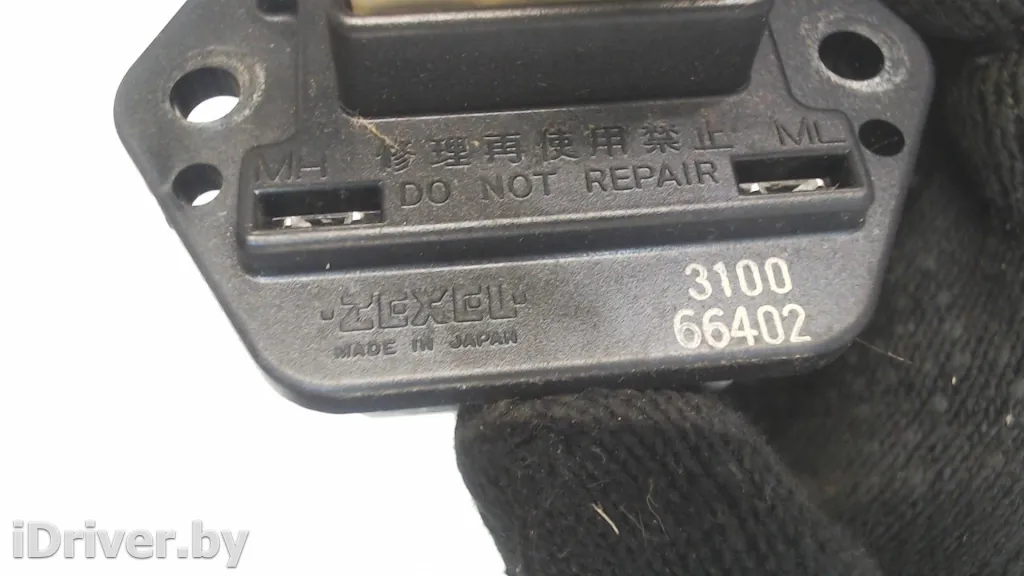 MH 修理再使用禁止 ML
DO NOT REPAIR
ZEXEL
MADE IN JAPAN
3100
66402
iDriver.by